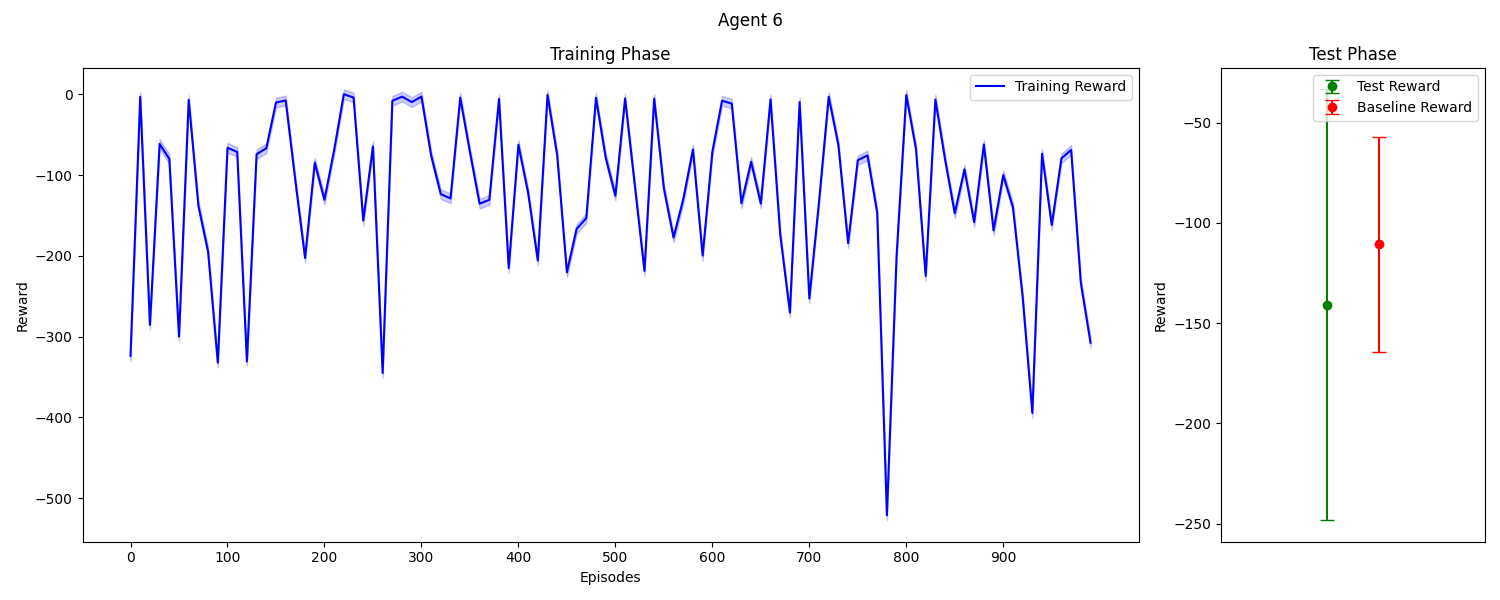 Agent 6
Training Phase
Training Reward
0
−100
−200
−300
−400
−500
Reward
0 100 200 300 400 500 600 700 800 900
Episodes
Test Phase
Test Reward
Baseline Reward
−50
−100
−150
−200
−250
Reward